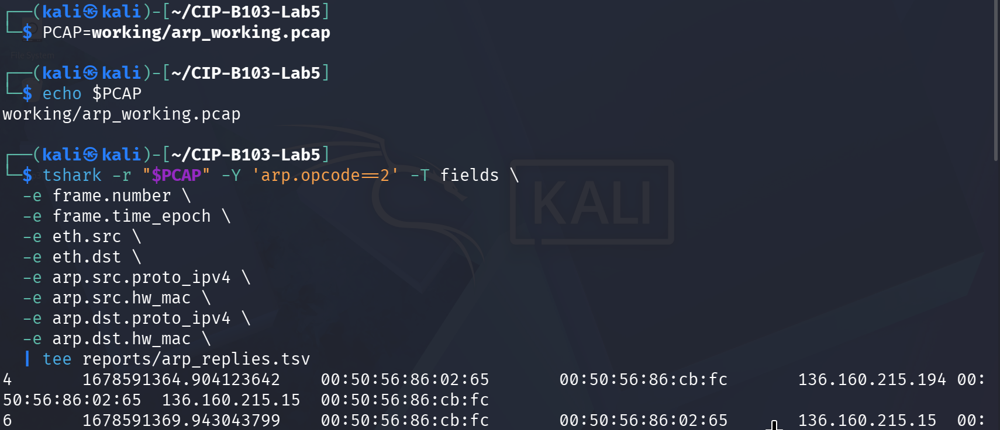 ┌──(kali㉿kali)-[~/CIP-B103-Lab5]
└─$ PCAP=working/arp_working.pcap
File System
┌──(kali㉿kali)-[~/CIP-B103-Lab5]
└─$ echo $PCAP
working/arp_working.pcap
┌──(kali㉿kali)-[~/CIP-B103-Lab5]
└─$ tshark -r "$PCAP" -Y 'arp.opcode==2' -T fields \
KALI
  -e frame.number \
  -e frame.time_epoch \
  -e eth.src \
  -e eth.dst \
  -e arp.src.proto_ipv4 \
  -e arp.src.hw_mac \
  -e arp.dst.proto_ipv4 \
  -e arp.dst.hw_mac \
  | tee reports/arp_replies.tsv
4       1678591364.904123642    00:50:56:86:02:65       00:50:56:86:cb:fc       136.160.215.194 00:
50:56:86:02:65  136.160.215.15  00:50:56:86:cb:fc
6       1678591369.943043799    00:50:56:86:cb:fc       00:50:56:86:02:65       136.160.215.15  00: